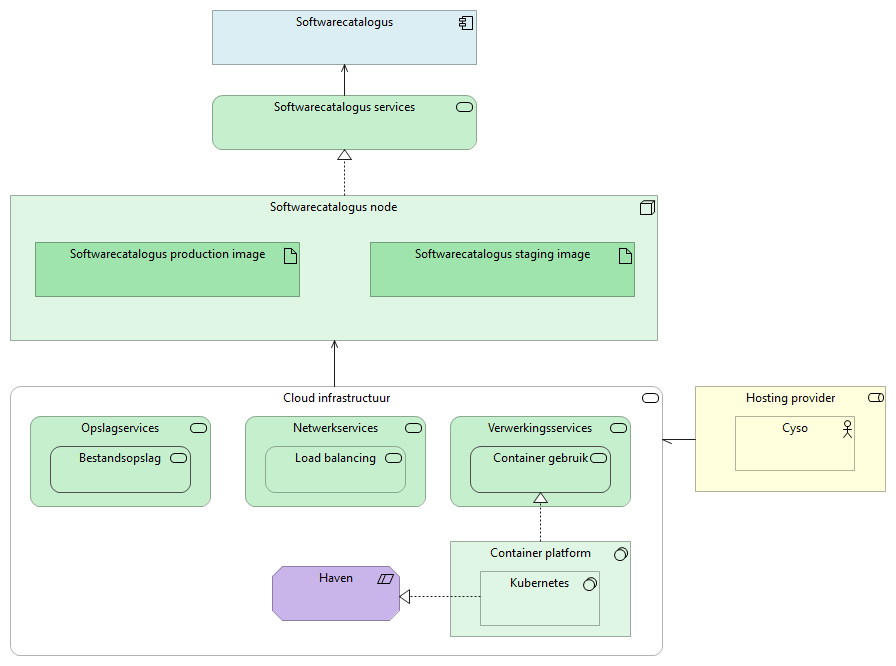 Softwarecatalogus
Softwarecatalogus services
Softwarecatalogus node
Softwarecatalogus production image
Softwarecatalogus staging image
Cloud infrastructuur
Hosting provider
Cyso
Opslagservices
Netwerkservices
Verwerkingsservices
Bestandsopslag
Load balancing
Container gebruik
Container platform
Haven
Kubernetes